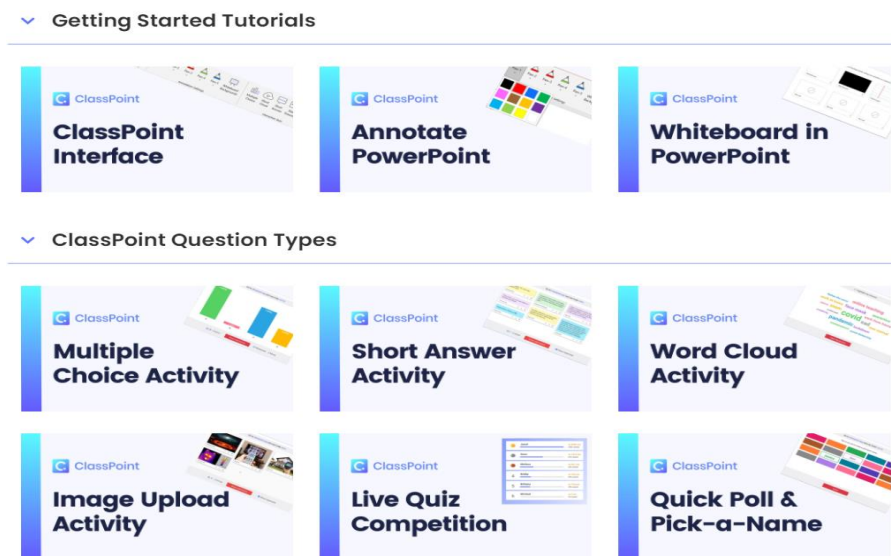 Getting Started Tutorials
ClassPoint
ClassPoint
Interface
ClassPoint
Annotate
PowerPoint
ClassPoint
Whiteboard in
PowerPoint
ClassPoint Question Types
ClassPoint
Multiple
Choice Activity
ClassPoint
Short Answer
Activity
ClassPoint
Word Cloud
Activity
covid
pandemic
ClassPoint
Image Upload
Activity
ClassPoint
Live Quiz
Competition
ClassPoint
Quick Poll &
Pick-a-Name